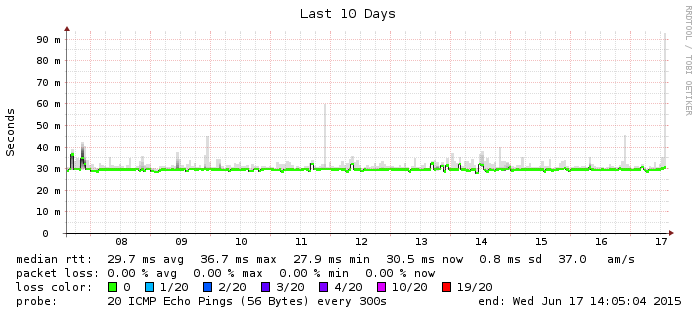 Last 10 Days
RRDTOOL / TOBI OETIKER
Seconds
90 m
80 m
70 m
60 m
50 m
40 m
30 m
20 m
10 m
0
08 09 10 11 12 13 14 15 16 17
median rtt: 29.7 ms avg 36.7 ms max 27.9 ms min 30.5 ms now 0.8 ms sd 37.0 am/s
packet loss: 0.00 % avg 0.00 % max 0.00 % min 0.00 % now
loss color: 0 1/20 2/20 3/20 4/20 10/20 19/20
probe: 20 ICMP Echo Pings (56 Bytes) every 300s end: Wed Jun 17 14:05:04 2015